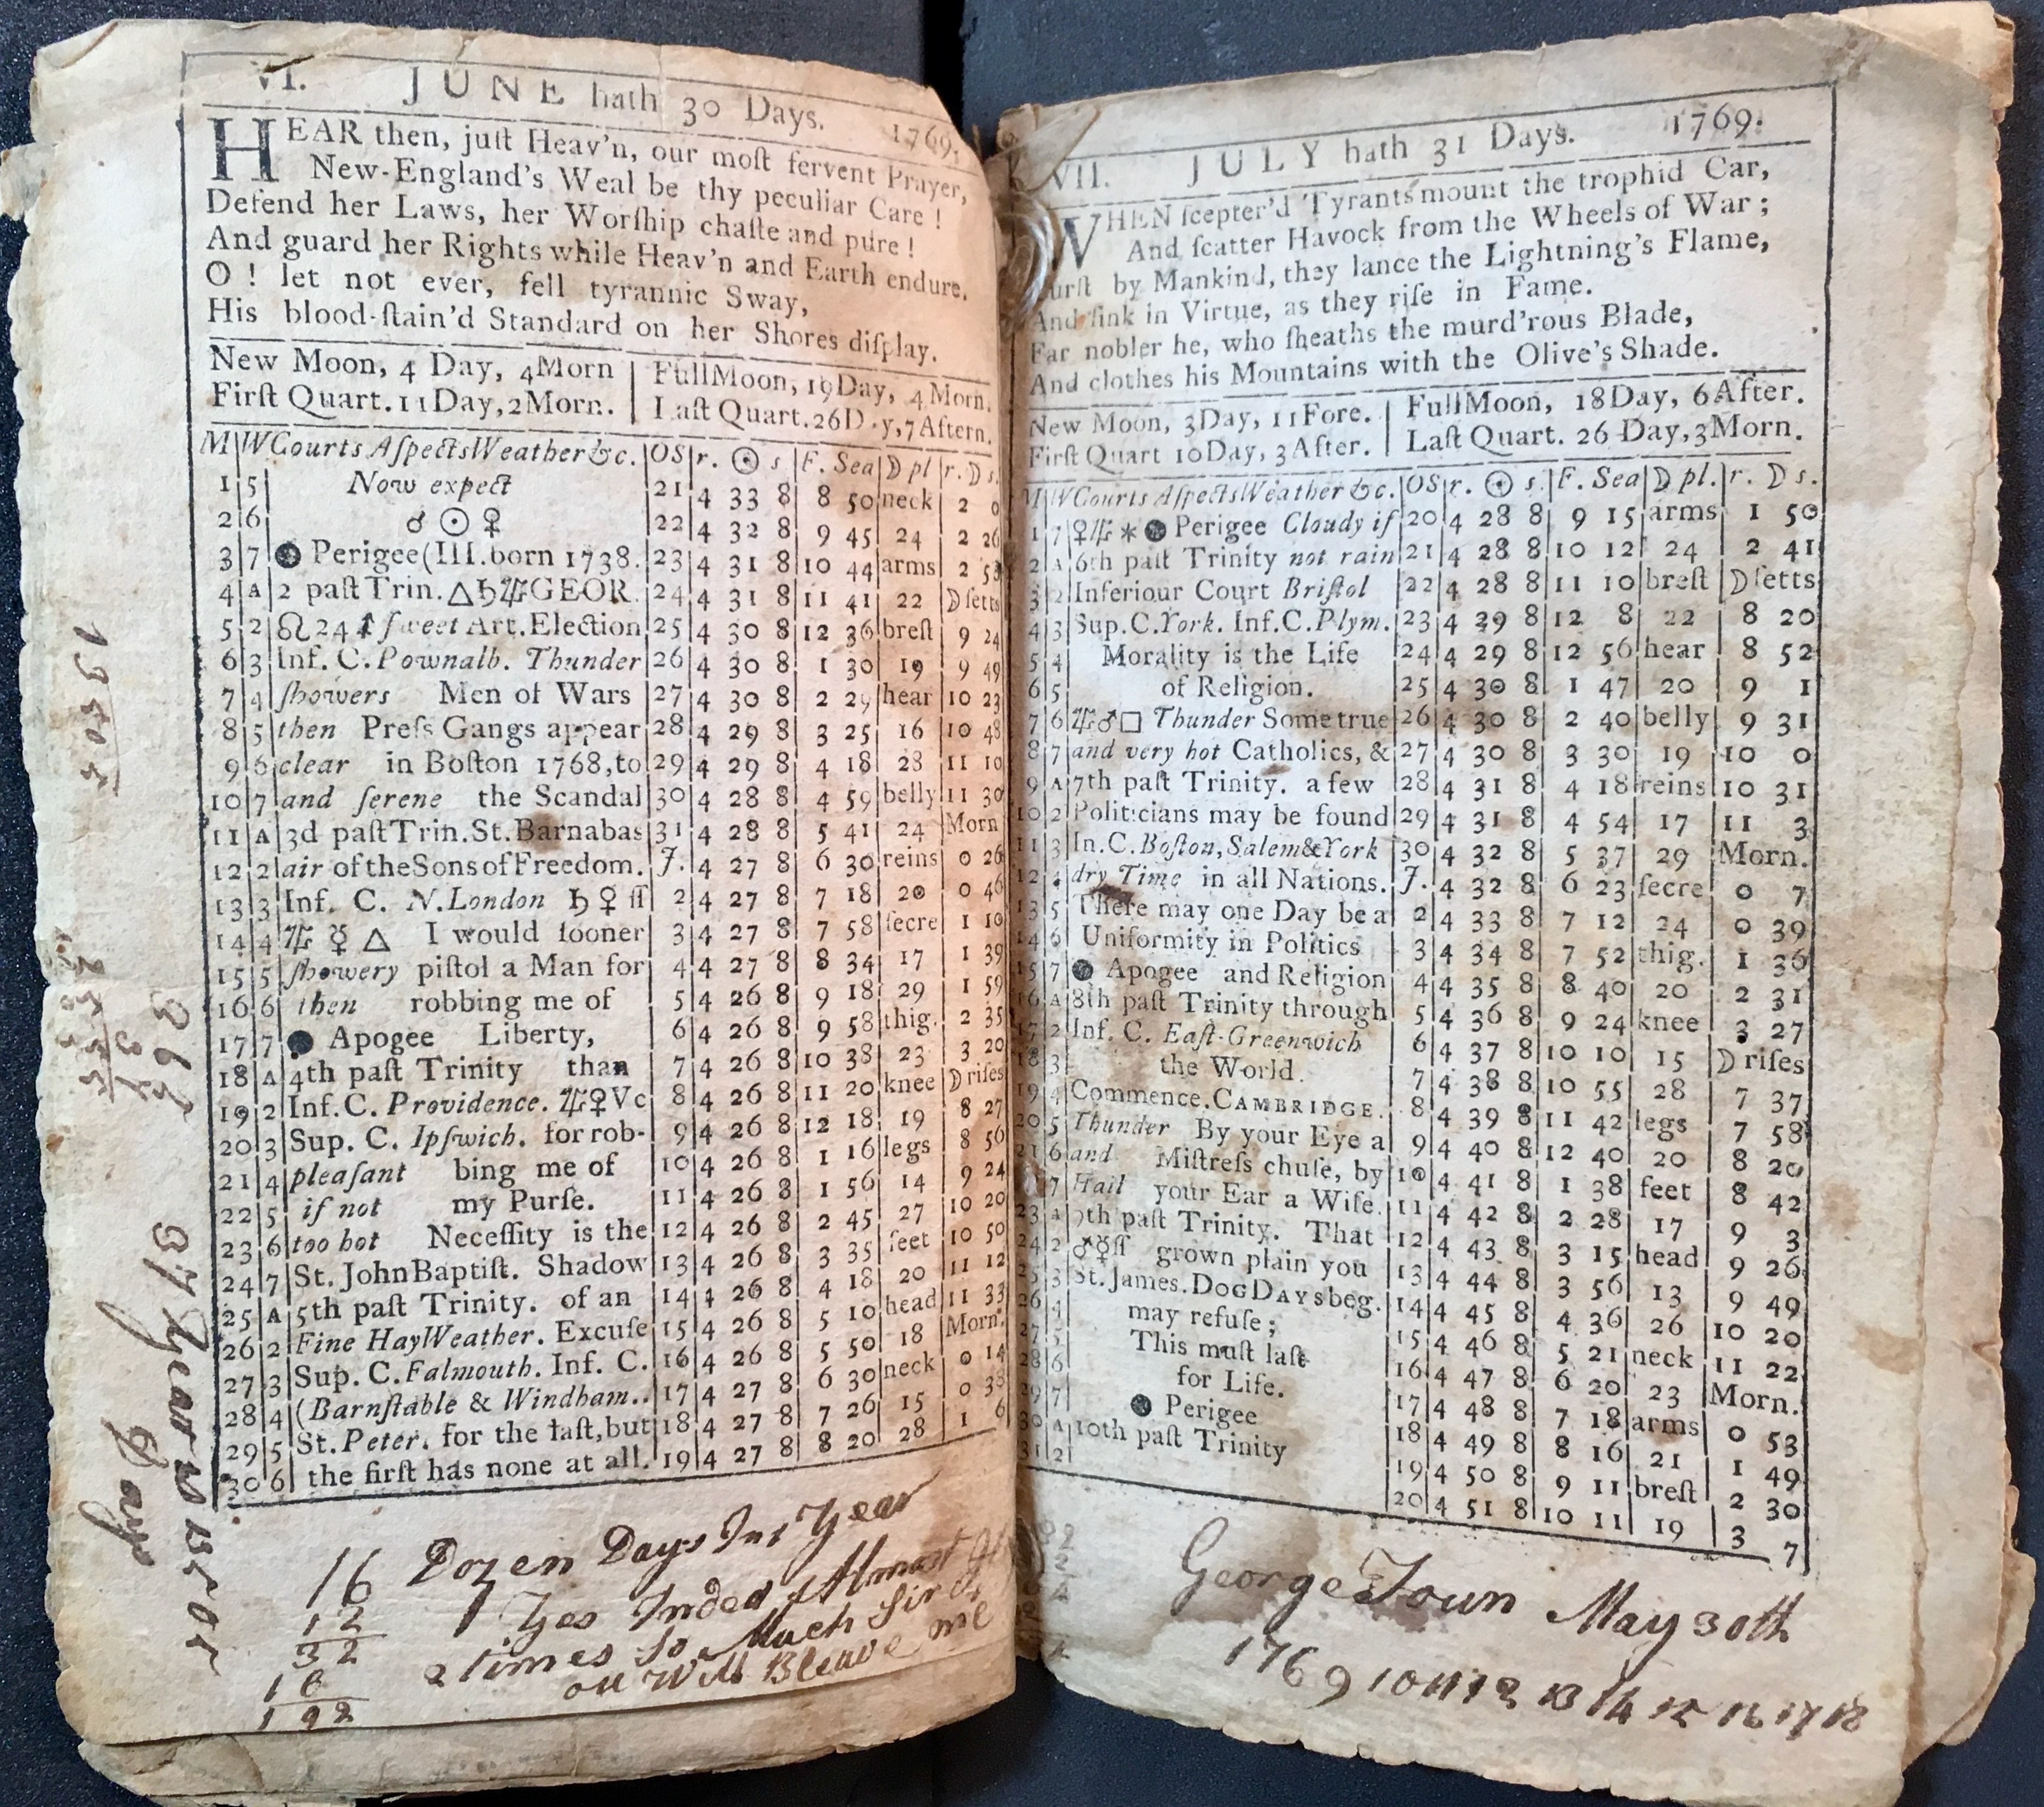 VI. JUNE hath 30 Days. 1769.
HEAR then, juſt Heav'n, our moſt fervent Prayer,
New-England's Weal be thy peculiar Care !
Defend her Laws, her Worſhip chaſte and pure !
And guard her Rights while Heav'n and Earth endure.
O ! let not ever, fell tyrannic Sway,
His blood-ſtain'd Standard on her Shores diſplay.
New Moon, 4 Day, 4Morn | FullMoon, 19Day, 4Morn.
Firſt Quart. 11Day, 2Morn. | Laſt Quart. 26D y, 7Aftern.
M|W Courts AſpectsWeather &c. |OS|r. ☉ s|F. Sea|☽ pl|r. ☽ s.
1|5| Now expect |21|4 33 8| 8 50|neck| 2 0
2|6| ☌ ☉ ♀ |22|4 32 8| 9 45| 24 | 2 26
3|7|● Perigee(III.born 1738.|23|4 31 8|10 44|arms| 2 53
4|A|2 paſt Trin. △♄♃GEOR.|24|4 31 8|11 41| 22 |☽ſetts
5|2|☊ 24 ♐ ſweet Art. Election|25|4 30 8|12 36|breſt| 9 24
6|3|Inf. C. Pownalb. Thunder|26|4 30 8| 1 30| 19 | 9 49
7|4|ſhowers Men of Wars|27|4 30 8| 2 29|hear|10 23
8|5|then Preſs Gangs appear|28|4 29 8| 3 25| 16 |10 48
9|6|clear in Boſton 1768,to|29|4 29 8| 4 18| 28 |11 10
10|7|and ſerene the Scandal|30|4 28 8| 4 59|belly|11 30
11|A|3d paſt Trin. St. Barnabas|31|4 28 8| 5 41| 24 |Morn
12|2|air of the Sons of Freedom.|J.|4 27 8| 6 30|reins| 0 26
13|3|Inf. C. N. London ♄ ♀ ſſ| 2|4 27 8| 7 18| 20 | 0 46
14|4|♃ ☿ △ I would ſooner| 3|4 27 8| 7 58|ſecre| 1 10
15|5|ſhowery piſtol a Man for| 4|4 27 8| 8 34| 17 | 1 39
16|6|then robbing me of| 5|4 26 8| 9 18| 29 | 1 59
17|7|● Apogee Liberty,| 6|4 26 8| 9 58|thig.| 2 35
18|A|4th paſt Trinity than| 7|4 26 8|10 38| 23 | 3 20
19|2|Inf. C. Providence. ♃♀Vc| 8|4 26 8|11 20|knee|☽riſes
20|3|Sup. C. Ipſwich. for rob-| 9|4 26 8|12 18| 19 | 8 27
21|4|pleaſant bing me of|10|4 26 8| 1 16|legs| 8 56
22|5|if not my Purſe.|11|4 26 8| 1 56| 14 | 9 24
23|6|too hot Neceſſity is the|12|4 26 8| 2 45| 27 |10 20
24|7|St. John Baptiſt. Shadow|13|4 26 8| 3 35|feet|10 50
25|A|5th paſt Trinity. of an|14|4 26 8| 4 18| 20 |11 12
26|2|Fine HayWeather. Excuſe|15|4 26 8| 5 10|head|11 33
27|3|Sup. C. Falmouth. Inf. C.|16|4 26 8| 5 50| 18 |Morn.
28|4|(Barnſtable & Windham..|17|4 27 8| 6 30|neck| 0 14
29|5|St. Peter. for the laſt, but|18|4 27 8| 7 26| 15 | 0 38
30|6|the firſt has none at all.|19|4 27 8| 8 20| 28 | 1 6
16 Dozen Days In 1 Year
12 Yes Inded & Almost
32 2 times So Much Sir
16 ou Will Bleave me
192
365
37 Years
Days
VII. JULY hath 31 Days. 1769.
WHEN ſcepter'd Tyrants mount the trophid Car,
And ſcatter Havock from the Wheels of War ;
urſt by Mankind, they lance the Lightning's Flame,
And ſink in Virtue, as they riſe in Fame.
Far nobler he, who ſheaths the murd'rous Blade,
And clothes his Mountains with the Olive's Shade.
New Moon, 3Day, 11Fore. | FullMoon, 18Day, 6After.
Firſt Quart 10Day, 3After. | Laſt Quart. 26 Day, 3Morn.
M|W Courts AſpectsWeather &c. |OS|r. ☉ s.|F. Sea|☽ pl.|r. ☽ s.
1|7|♀♃⚹● Perigee Cloudy if|20|4 28 8| 9 15|arms| 1 50
2|A|6th paſt Trinity not rain|21|4 28 8|10 12| 24 | 2 41
3|2|Inferiour Court Briſtol|22|4 28 8|11 10|breſt|☽ſetts
4|3|Sup.C.York. Inf.C.Plym.|23|4 29 8|12 8| 22 | 8 20
5|4|Morality is the Life|24|4 29 8|12 56|hear| 8 52
6|5|of Religion.|25|4 30 8| 1 47| 20 | 9 1
7|6|♃♂□ Thunder Some true|26|4 30 8| 2 40|belly| 9 31
8|7|and very hot Catholics, &|27|4 30 8| 3 30| 19 |10 0
9|A|7th paſt Trinity. a few|28|4 31 8| 4 18|reins|10 31
10|2|Politicians may be found|29|4 31 8| 4 54| 17 |11 3
11|3|In.C.Boſton,Salem&York|30|4 32 8| 5 37| 29 |Morn.
12|4|dry Time in all Nations.|J.|4 32 8| 6 23|ſecre| 0 7
13|5|There may one Day be a| 2|4 33 8| 7 12| 24 | 0 39
14|6|Uniformity in Politics| 3|4 34 8| 7 52|thig.| 1 36
15|7|● Apogee and Religion| 4|4 35 8| 8 40| 20 | 2 31
16|A|8th paſt Trinity through| 5|4 36 8| 9 24|knee| 3 27
17|2|Inf. C. Eaſt-Greenwich| 6|4 37 8|10 10| 15 |☽riſes
18|3|the World.| 7|4 38 8|10 55| 28 | 7 37
19|4|Commence. CAMBRIDGE.| 8|4 39 8|11 42|legs| 7 58
20|5|Thunder By your Eye a| 9|4 40 8|12 40| 20 | 8 20
21|6|and Miſtreſs chuſe, by|10|4 41 8| 1 38|feet| 8 42
7|Hail your Ear a Wife.|11|4 42 8| 2 28| 17 | 9 3
23|A|9th paſt Trinity. That|12|4 43 8| 3 15|head| 9 26
24|2|♂☿ſſ grown plain you|13|4 44 8| 3 56| 13 | 9 49
25|3|St. James. DOG DAYS beg.|14|4 45 8| 4 36| 26 |10 20
26|4|may refuſe ;|15|4 46 8| 5 21|neck|11 22
27|5|This muſt laſt|16|4 47 8| 6 20| 23 |Morn.
28|6|for Life.|17|4 48 8| 7 18|arms| 0 53
29|7|● Perigee|18|4 49 8| 8 16| 21 | 1 49
30|A|10th paſt Trinity|19|4 50 8| 9 11|breſt| 2 30
31|2| |20|4 51 8|10 11| 19 | 3 7
George Town May 30th
1769 10 11 12 13 14 15 16 17 18